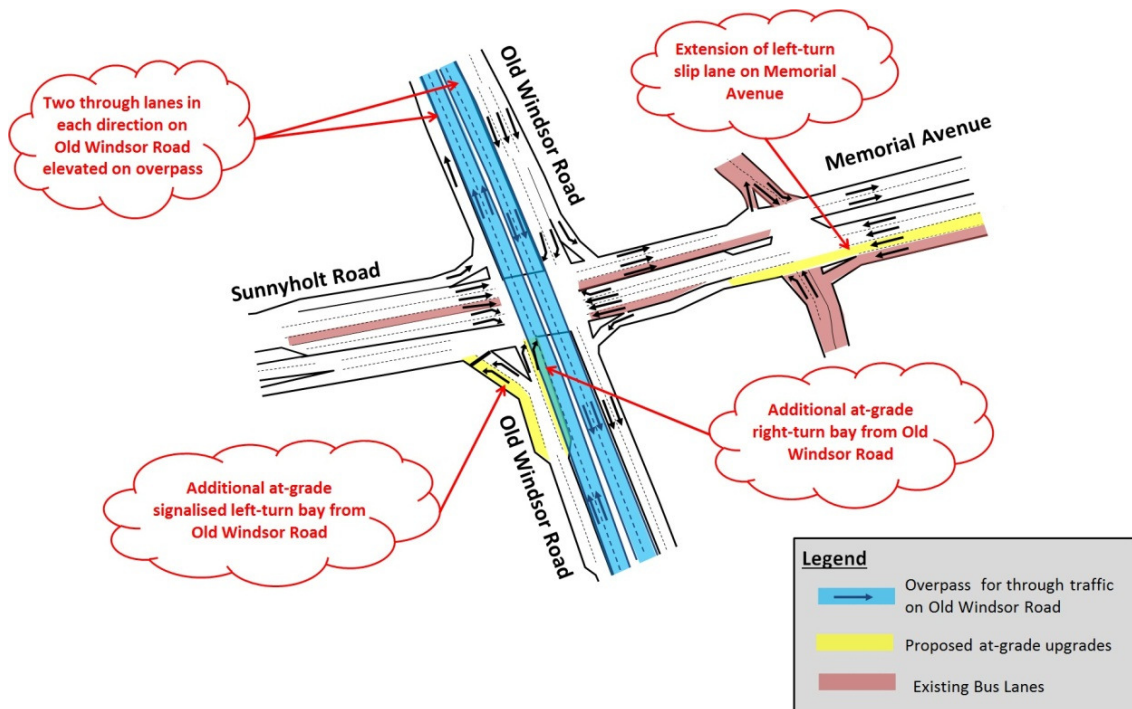 Two through lanes in
each direction on
Old Windsor Road
elevated on overpass
Old Windsor Road
Extension of left-turn
slip lane on Memorial
Avenue
Memorial Avenue
Sunnyholt Road
Additional at-grade
signalised left-turn bay from
Old Windsor Road
Old Windsor Road
Additional at-grade
right-turn bay from Old
Windsor Road
Legend
Overpass for through traffic
on Old Windsor Road
Proposed at-grade upgrades
Existing Bus Lanes